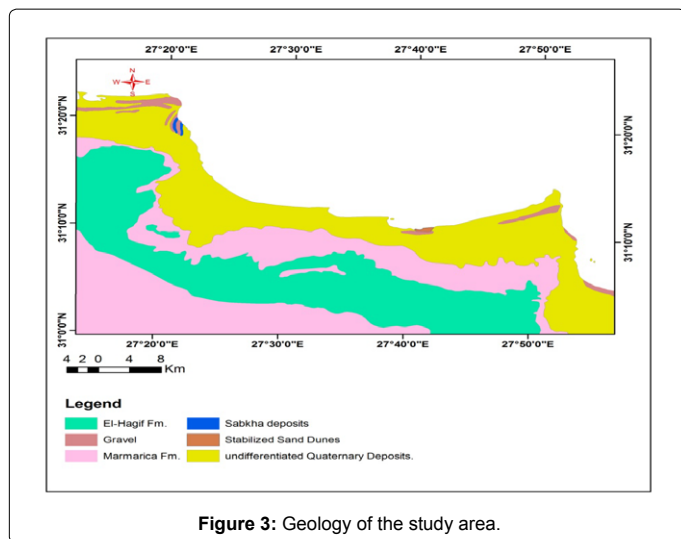 27°20'0"E 27°30'0"E 27°40'0"E 27°50'0"E
N
W E
S
31°20'0"N 31°20'0"N
31°10'0"N 31°10'0"N
31°0'0"N
27°20'0"E 27°30'0"E 27°40'0"E 27°50'0"E
4 2 0 4 8
Km
Legend
El-Hagif Fm. Sabkha deposits
Gravel Stabilized Sand Dunes
Marmarica Fm. undifferentiated Quaternary Deposits.
Figure 3: Geology of the study area.